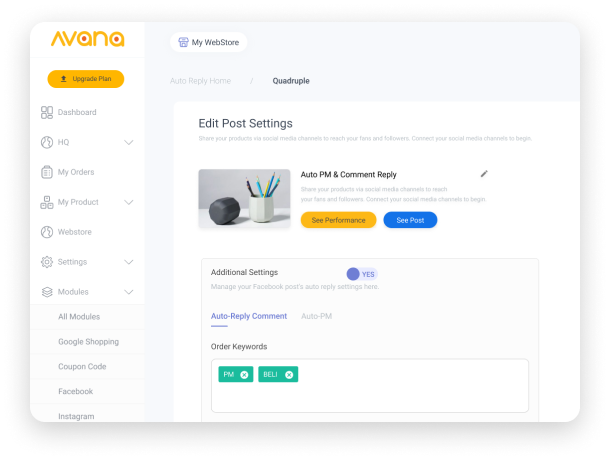 AVANA
My WebStore
Upgrade Plan
Auto Reply Home / Quadruple
Dashboard
HQ
My Orders
My Product
Webstore
Settings
Modules
All Modules
Google Shopping
Coupon Code
Facebook
Instagram
Edit Post Settings
Share your products via social media channels to reach your fans and followers. Connect your social media channels to begin.
Auto PM & Comment Reply
Share your products via social media channels to reach
your fans and followers. Connect your social media channels to begin.
See Performance See Post
Additional Settings YES
Manage your Facebook post's auto reply settings here.
Auto-Reply Comment Auto-PM
Order Keywords
PM BELI